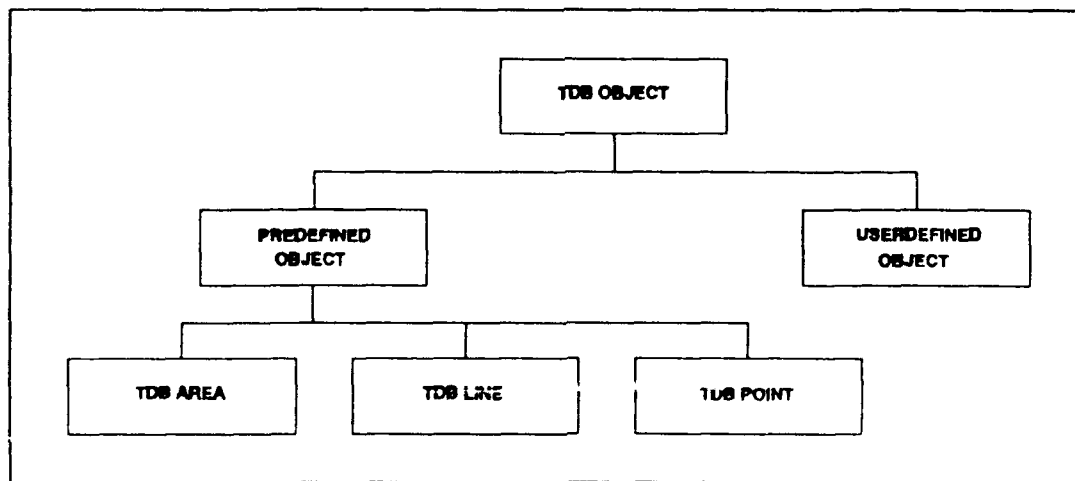 TDB OBJECT
PREDEFINED
OBJECT
USERDEFINED
OBJECT
TDB AREA
TDB LINE
TDB POINT